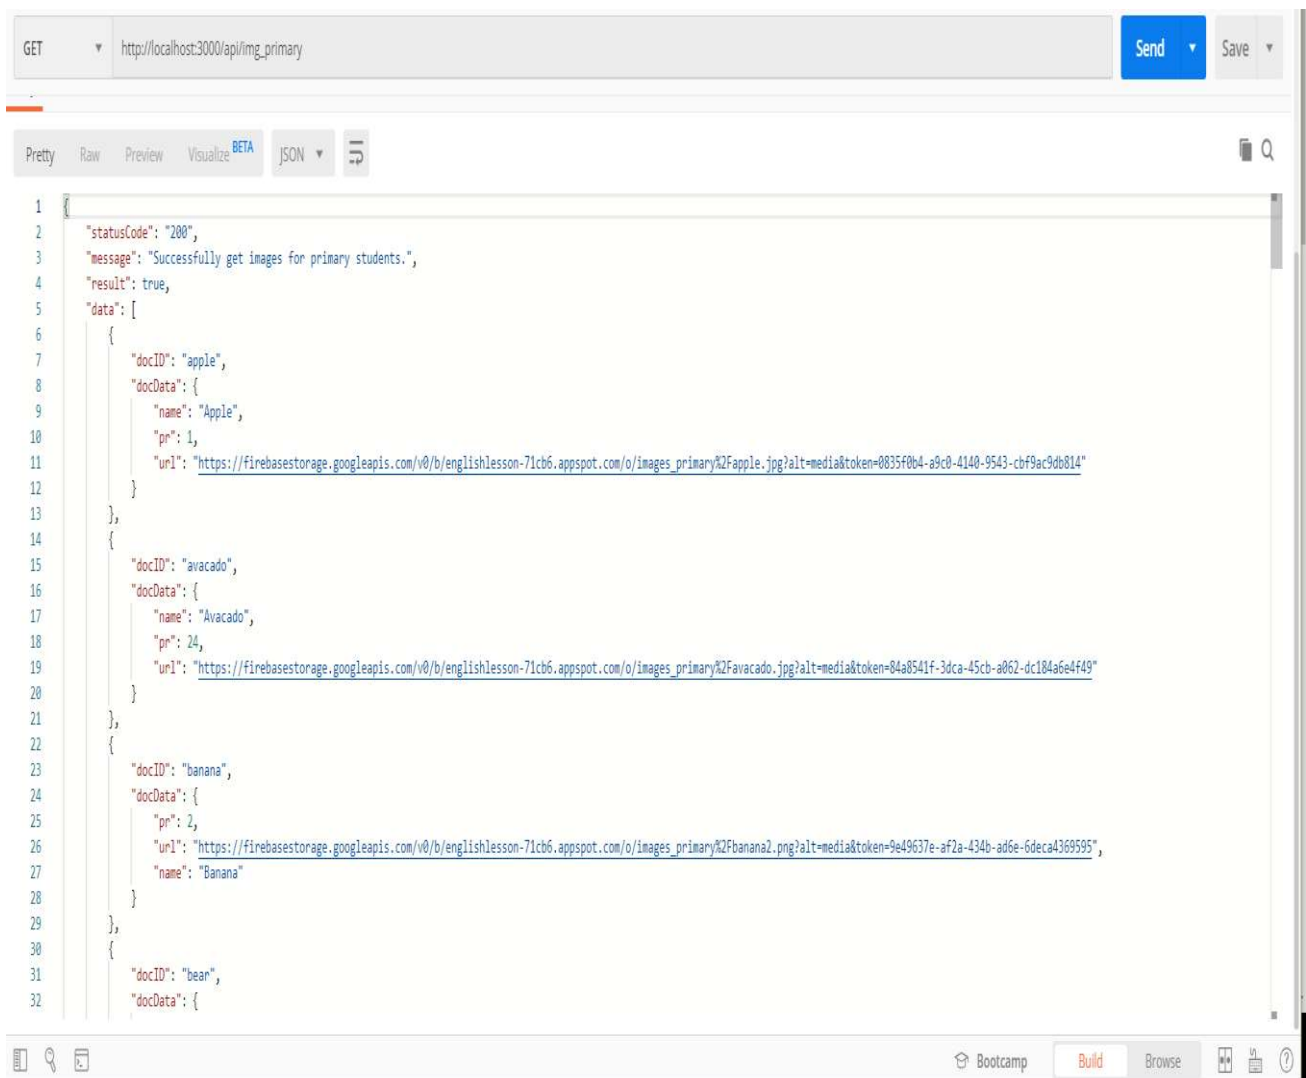 GET http://localhost:3000/api/img_primary Send Save
Pretty Raw Preview Visualize BETA JSON
1 {
2 "statusCode": "200",
3 "message": "Successfully get images for primary students.",
4 "result": true,
5 "data": [
6 {
7 "docID": "apple",
8 "docData": {
9 "name": "Apple",
10 "pr": 1,
11 "url": "https://firebasestorage.googleapis.com/v0/b/englishlesson-71cb6.appspot.com/o/images_primary%2Fapple.jpg?alt=media&token=0835f0b4-a9c0-4140-9543-cbf9ac9db814"
12 }
13 },
14 {
15 "docID": "avacado",
16 "docData": {
17 "name": "Avacado",
18 "pr": 24,
19 "url": "https://firebasestorage.googleapis.com/v0/b/englishlesson-71cb6.appspot.com/o/images_primary%2Favacado.jpg?alt=media&token=84a8541f-3dca-45cb-a062-dc184a6e4f49"
20 }
21 },
22 {
23 "docID": "banana",
24 "docData": {
25 "pr": 2,
26 "url": "https://firebasestorage.googleapis.com/v0/b/englishlesson-71cb6.appspot.com/o/images_primary%2Fbanana2.png?alt=media&token=9e49637e-af2a-434b-ad6e-6deca4369595",
27 "name": "Banana"
28 }
29 },
30 {
31 "docID": "bear",
32 "docData": {
Bootcamp Build Browse